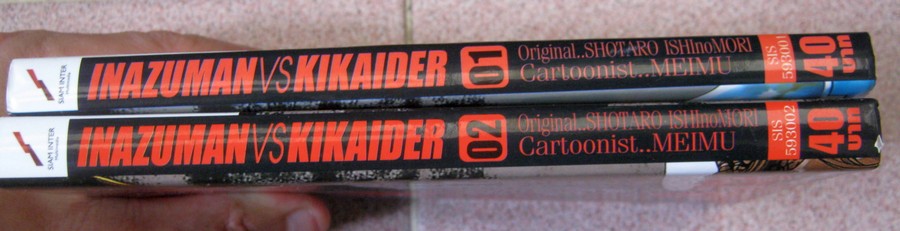 SIAM INTER
INAZUMAN VS KIKAIDER
01
Original..SHOTARO ISHInoMORI
Cartoonist..MEIMU
SIS
593001
40
บาท
SIAM INTER
INAZUMAN VS KIKAIDER
02
Original..SHOTARO ISHInoMORI
Cartoonist..MEIMU
SIS
593002
40
บาท